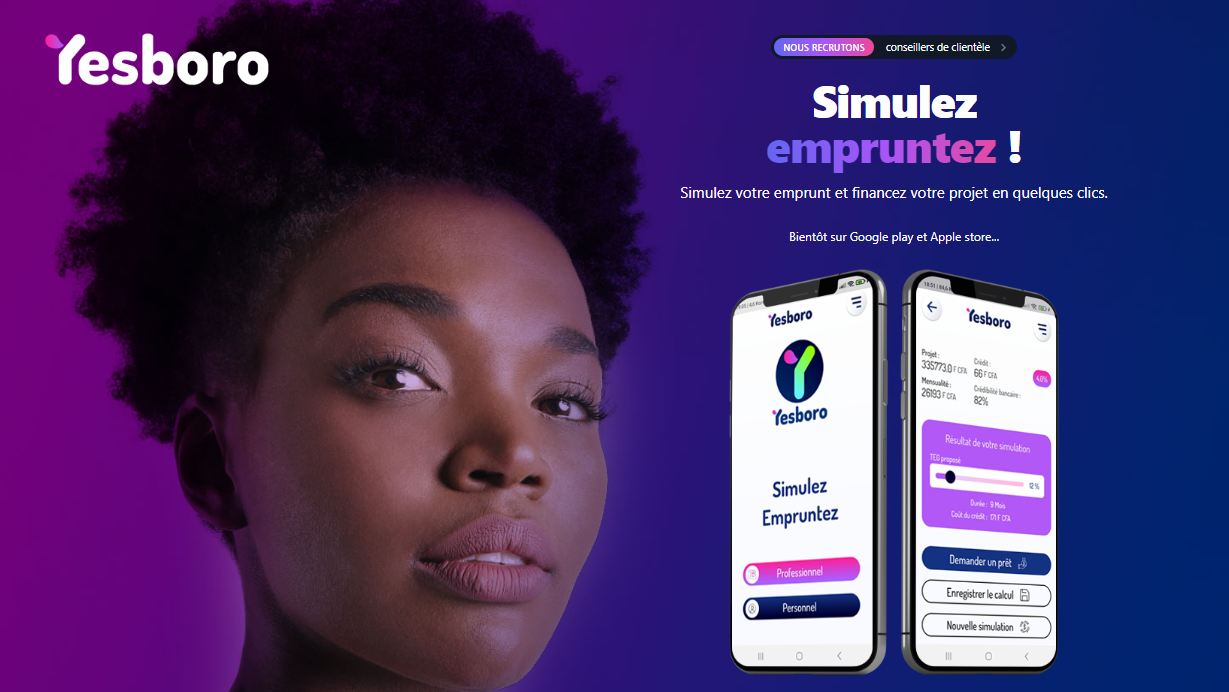 Yesboro
NOUS RECRUTONS conseillers de clientèle
Simulez
empruntez !
Simulez votre emprunt et financez votre projet en quelques clics.
Bientôt sur Google play et Apple store...
Yesboro
Yesboro
Simulez
Empruntez
Professionnel
Personnel
Yesboro
Projet :
335773.0 F CFA
Crédit :
66 F CFA
4.0%
Mensualité :
26193 F CFA
Crédibilité bancaire :
82%
Résultat de votre simulation
TEG proposé
12 %
Durée : 9 Mois
Coût du crédit : 171 F CFA
Demander un prêt
Enregistrer le calcul
Nouvelle simulation